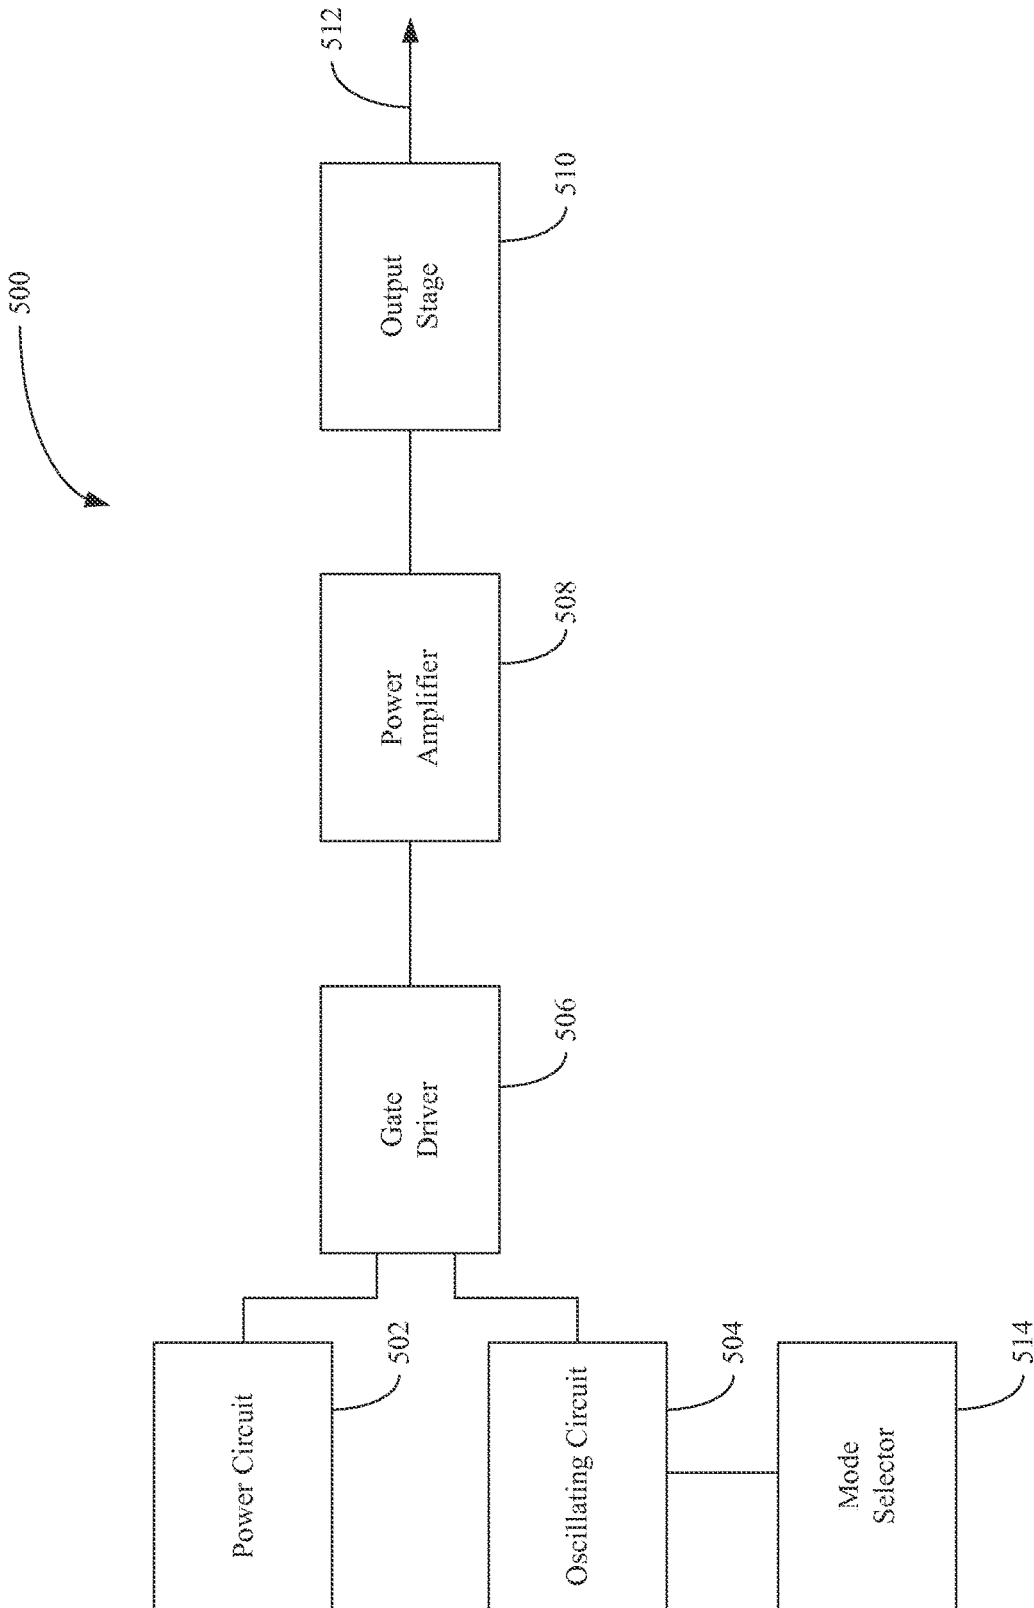 500
Power Circuit
502
Oscillating Circuit
504
Mode
Selector
514
Gate
Driver
506
Power
Amplifier
508
Output
Stage
510
512